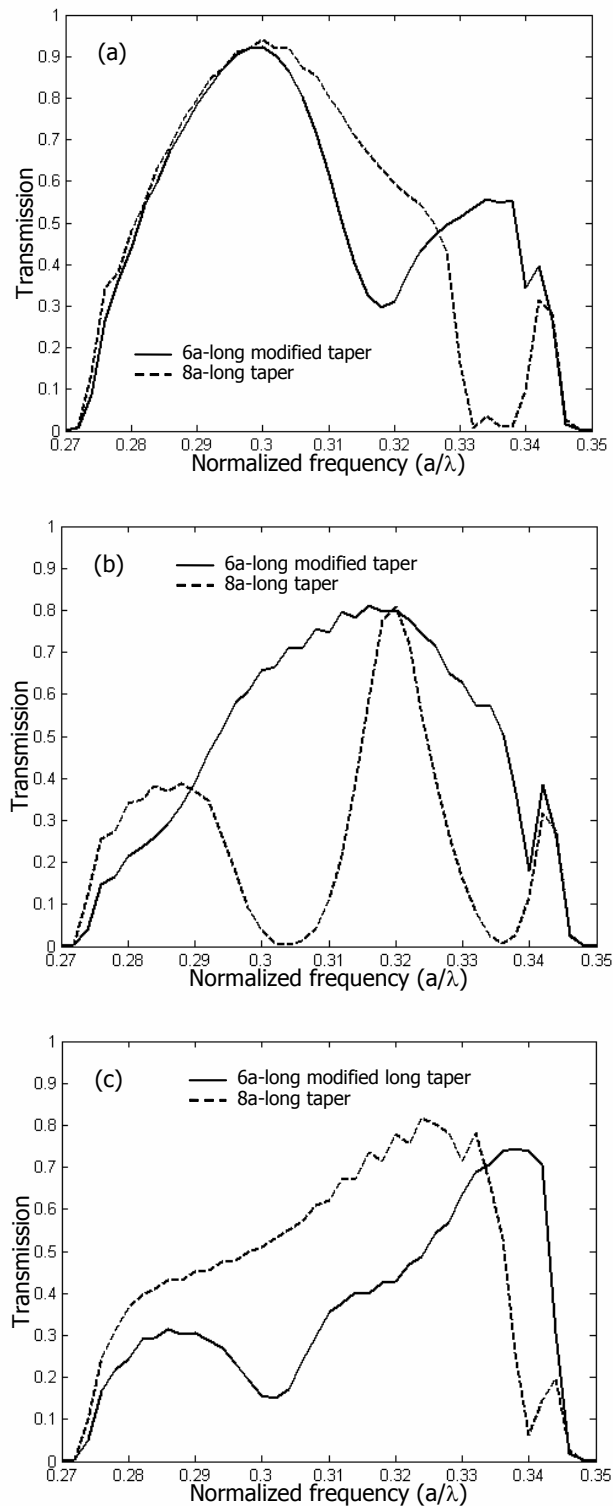 1
(a)
0.9
0.8
0.7
0.6
Transmission
0.5
0.4
0.3
0.2
0.1
0
6a-long modified taper
8a-long taper
0.27 0.28 0.29 0.3 0.31 0.32 0.33 0.34 0.35
Normalized frequency (a/λ)
1
(b)
0.9
0.8
0.7
0.6
Transmission
0.5
0.4
0.3
0.2
0.1
0
6a-long modified taper
8a-long taper
0.27 0.28 0.29 0.3 0.31 0.32 0.33 0.34 0.35
Normalized frequency (a/λ)
1
(c)
0.9
0.8
0.7
0.6
Transmission
0.5
0.4
0.3
0.2
0.1
0
6a-long modified long taper
8a-long taper
0.27 0.28 0.29 0.3 0.31 0.32 0.33 0.34 0.35
Normalized frequency (a/λ)